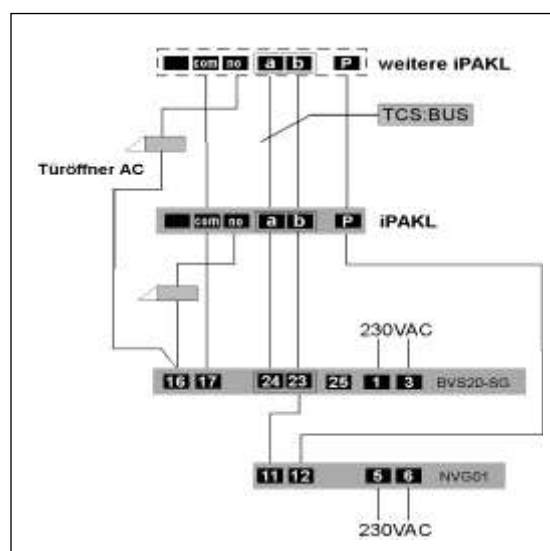 com no a b P weitere iPAKL
TCS:BUS
Türöffner AC
com no a b P iPAKL
230VAC
16 17 24 23 25 1 3 BVS20-SG
11 12 5 6 NVG01
230VAC